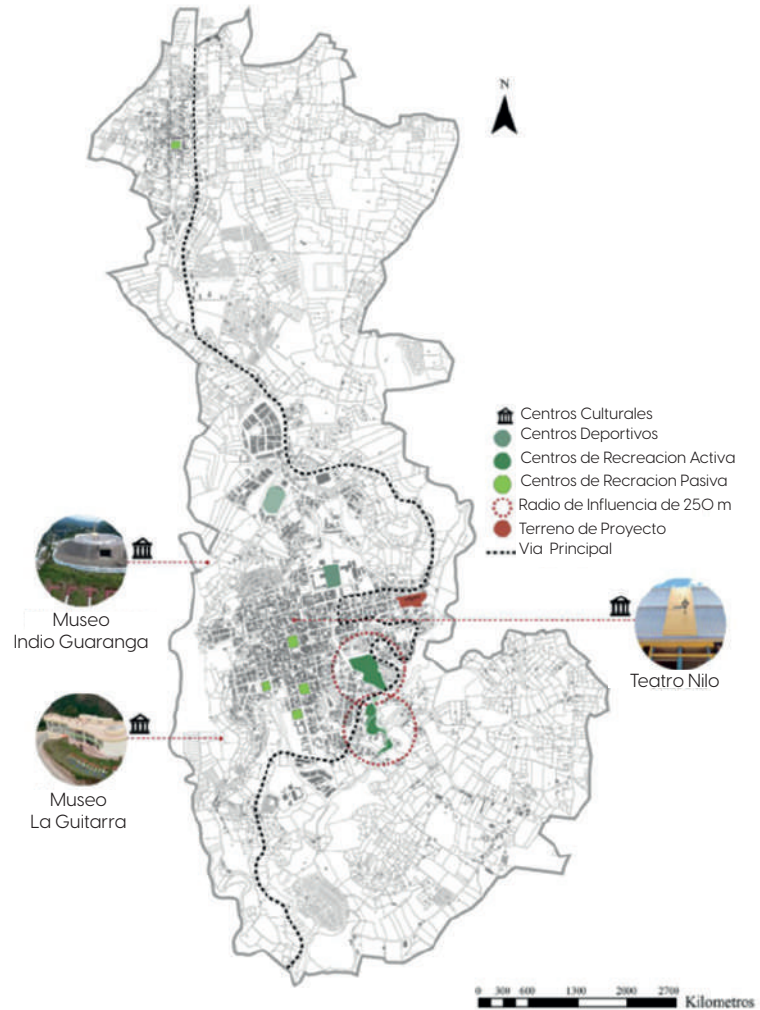 N
Centros Culturales
Centros Deportivos
Centros de Recreacion Activa
Centros de Recracion Pasiva
Radio de Influencia de 250 m
Terreno de Proyecto
Via Principal
Museo
Indio Guaranga
Teatro Nilo
Museo
La Guitarra
0 300 600 1300 2000 2700 Kilometros